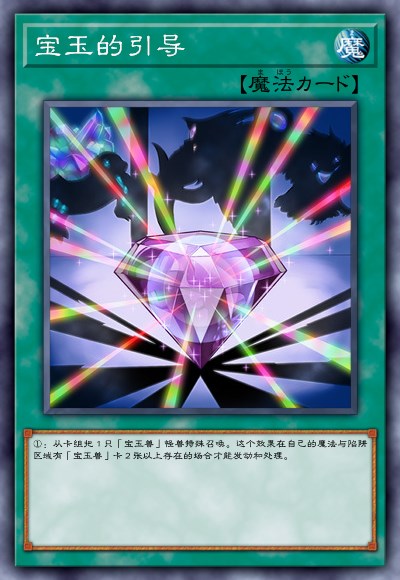 宝玉的引导
魔
【魔法カード】
まほう
①：从卡组把1只「宝玉兽」怪兽特殊召唤。这个效果在自己的魔法与陷阱
区域有「宝玉兽」卡2张以上存在的场合才能发动和处理。